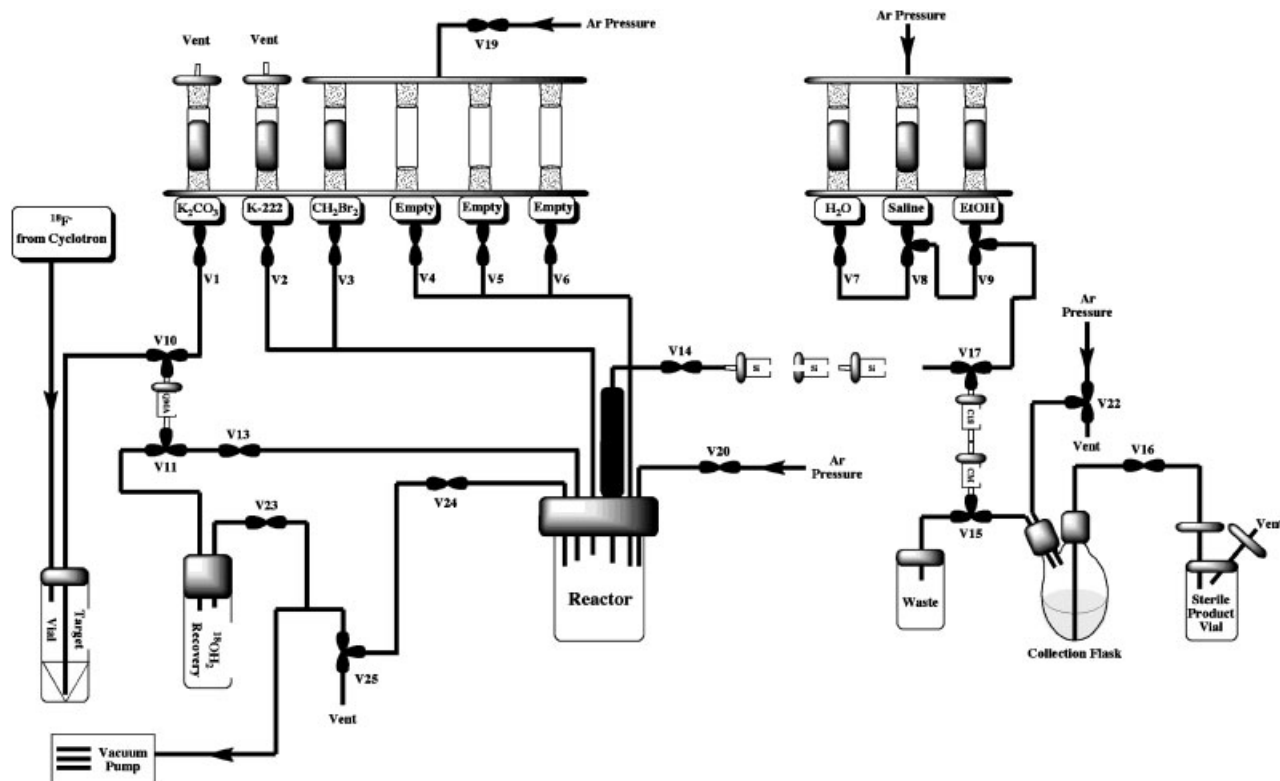 Ar Pressure
V19
Vent
Vent
Ar Pressure
K₂CO₃
K-222
CH₂Br₂
Empty
Empty
Empty
H₂O
Saline
EtOH
¹⁸F⁻
from Cyclotron
V1
V2
V3
V4
V5
V6
V7
V8
V9
Ar
Pressure
V10
V14
Si
Si
Si
V17
QMA
C18
V22
Vent
V11
V13
V20
Ar
Pressure
V16
CM
V24
V23
V15
Vent
Target
Vial
¹⁸OH₂
Recovery
Reactor
Waste
Sterile
Product
Vial
Collection Flask
V25
Vent
Vacuum
Pump